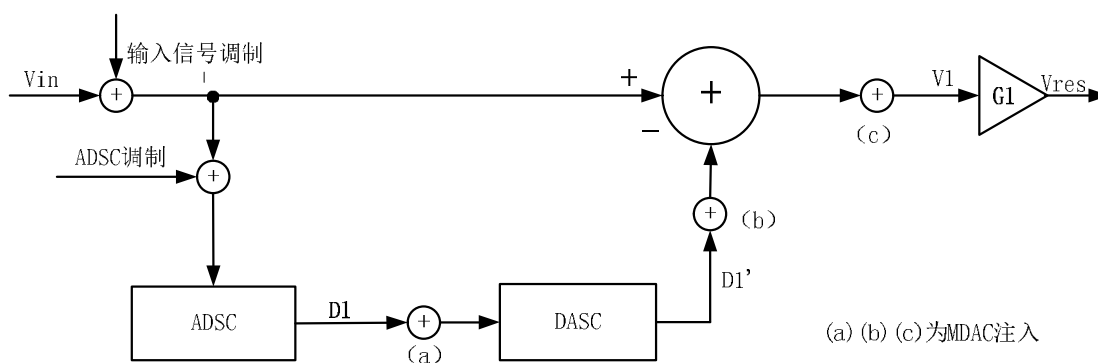 输入信号调制
Vin
+
+
−
+
+
V1
G1
Vres
(c)
ADSC调制
+
+
(b)
D1'
ADSC
D1
+
(a)
DASC
(a)(b)(c)为MDAC注入